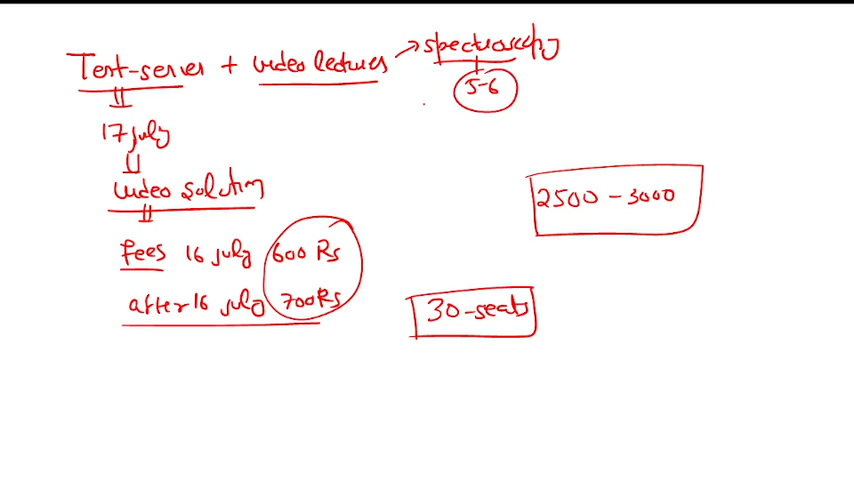 Test-server + video lectures → spectroscopy
5-6
17 july
video solution
2500 - 3000
fees 16 july 600 Rs
after 16 july 700 Rs
30-seats